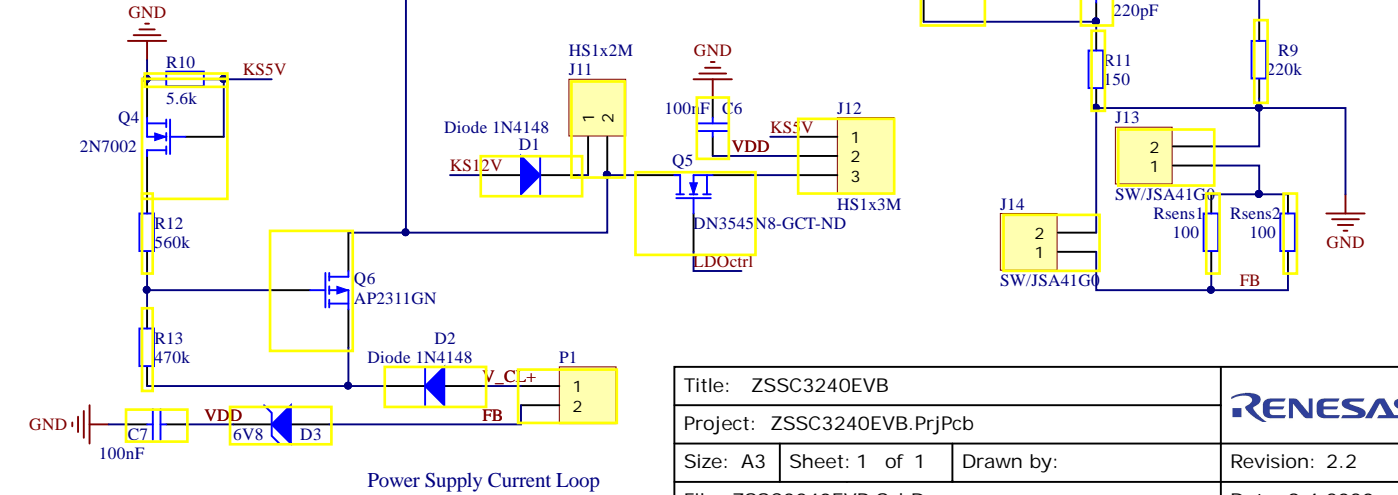 GND
R10
KS5V
5.6k
Q4
2N7002
R12
560k
Q6
AP2311GN
R13
470k
D2
Diode 1N4148
V_CL+
P1
1
2
FB
GND
VDD
C7
100nF
6V8
D3
Power Supply Current Loop
HS1x2M
J11
1
2
Diode 1N4148
D1
KS12V
GND
100nF
C6
KS5V
VDD
J12
1
2
3
HS1x3M
Q5
DN3545N8-GCT-ND
LDOctrl
220pF
R11
150
R9
220k
J13
2
1
SW/JSA41G0
J14
2
1
SW/JSA41G0
Rsens1
100
Rsens2
100
FB
GND
Title: ZSSC3240EVB
RENESAS
Project: ZSSC3240EVB.PrjPcb
Size: A3 Sheet: 1 of 1 Drawn by:
Revision: 2.2